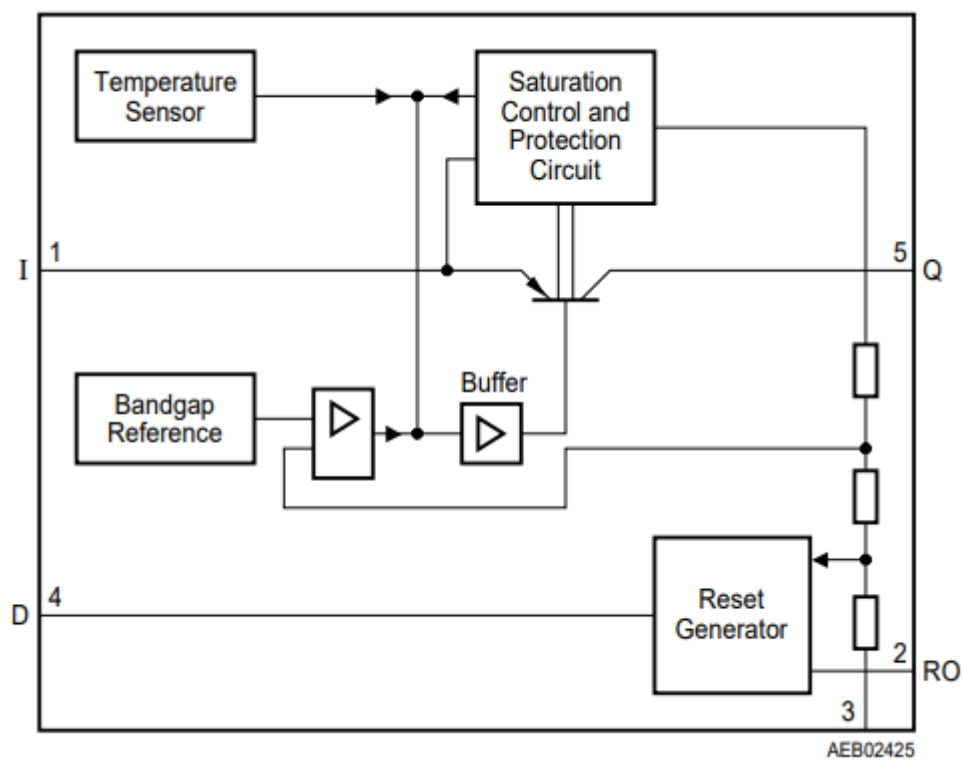 Temperature
Sensor
Saturation
Control and
Protection
Circuit
1
I
5
Q
Buffer
Bandgap
Reference
4
D
Reset
Generator
2
RO
3
AEB02425